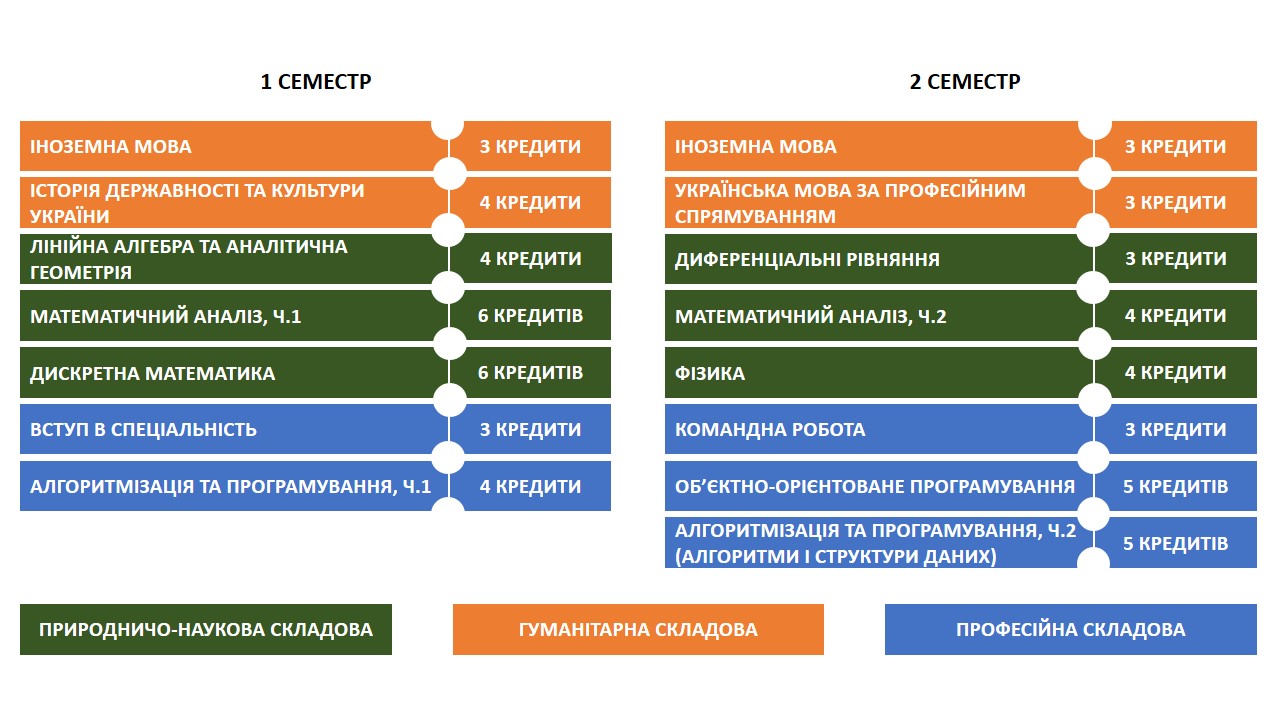 1 СЕМЕСТР
ІНОЗЕМНА МОВА
3 КРЕДИТИ
ІСТОРІЯ ДЕРЖАВНОСТІ ТА КУЛЬТУРИ
УКРАЇНИ
4 КРЕДИТИ
ЛІНІЙНА АЛГЕБРА ТА АНАЛІТИЧНА
ГЕОМЕТРІЯ
4 КРЕДИТИ
МАТЕМАТИЧНИЙ АНАЛІЗ, Ч.1
6 КРЕДИТІВ
ДИСКРЕТНА МАТЕМАТИКА
6 КРЕДИТІВ
ВСТУП В СПЕЦІАЛЬНІСТЬ
3 КРЕДИТИ
АЛГОРИТМІЗАЦІЯ ТА ПРОГРАМУВАННЯ, Ч.1
4 КРЕДИТИ
2 СЕМЕСТР
ІНОЗЕМНА МОВА
3 КРЕДИТИ
УКРАЇНСЬКА МОВА ЗА ПРОФЕСІЙНИМ
СПРЯМУВАННЯМ
3 КРЕДИТИ
ДИФЕРЕНЦІАЛЬНІ РІВНЯННЯ
3 КРЕДИТИ
МАТЕМАТИЧНИЙ АНАЛІЗ, Ч.2
4 КРЕДИТИ
ФІЗИКА
4 КРЕДИТИ
КОМАНДНА РОБОТА
3 КРЕДИТИ
ОБ’ЄКТНО-ОРІЄНТОВАНЕ ПРОГРАМУВАННЯ
5 КРЕДИТІВ
АЛГОРИТМІЗАЦІЯ ТА ПРОГРАМУВАННЯ, Ч.2
(АЛГОРИТМИ І СТРУКТУРИ ДАНИХ)
5 КРЕДИТІВ
ПРИРОДНИЧО-НАУКОВА СКЛАДОВА
ГУМАНІТАРНА СКЛАДОВА
ПРОФЕСІЙНА СКЛАДОВА